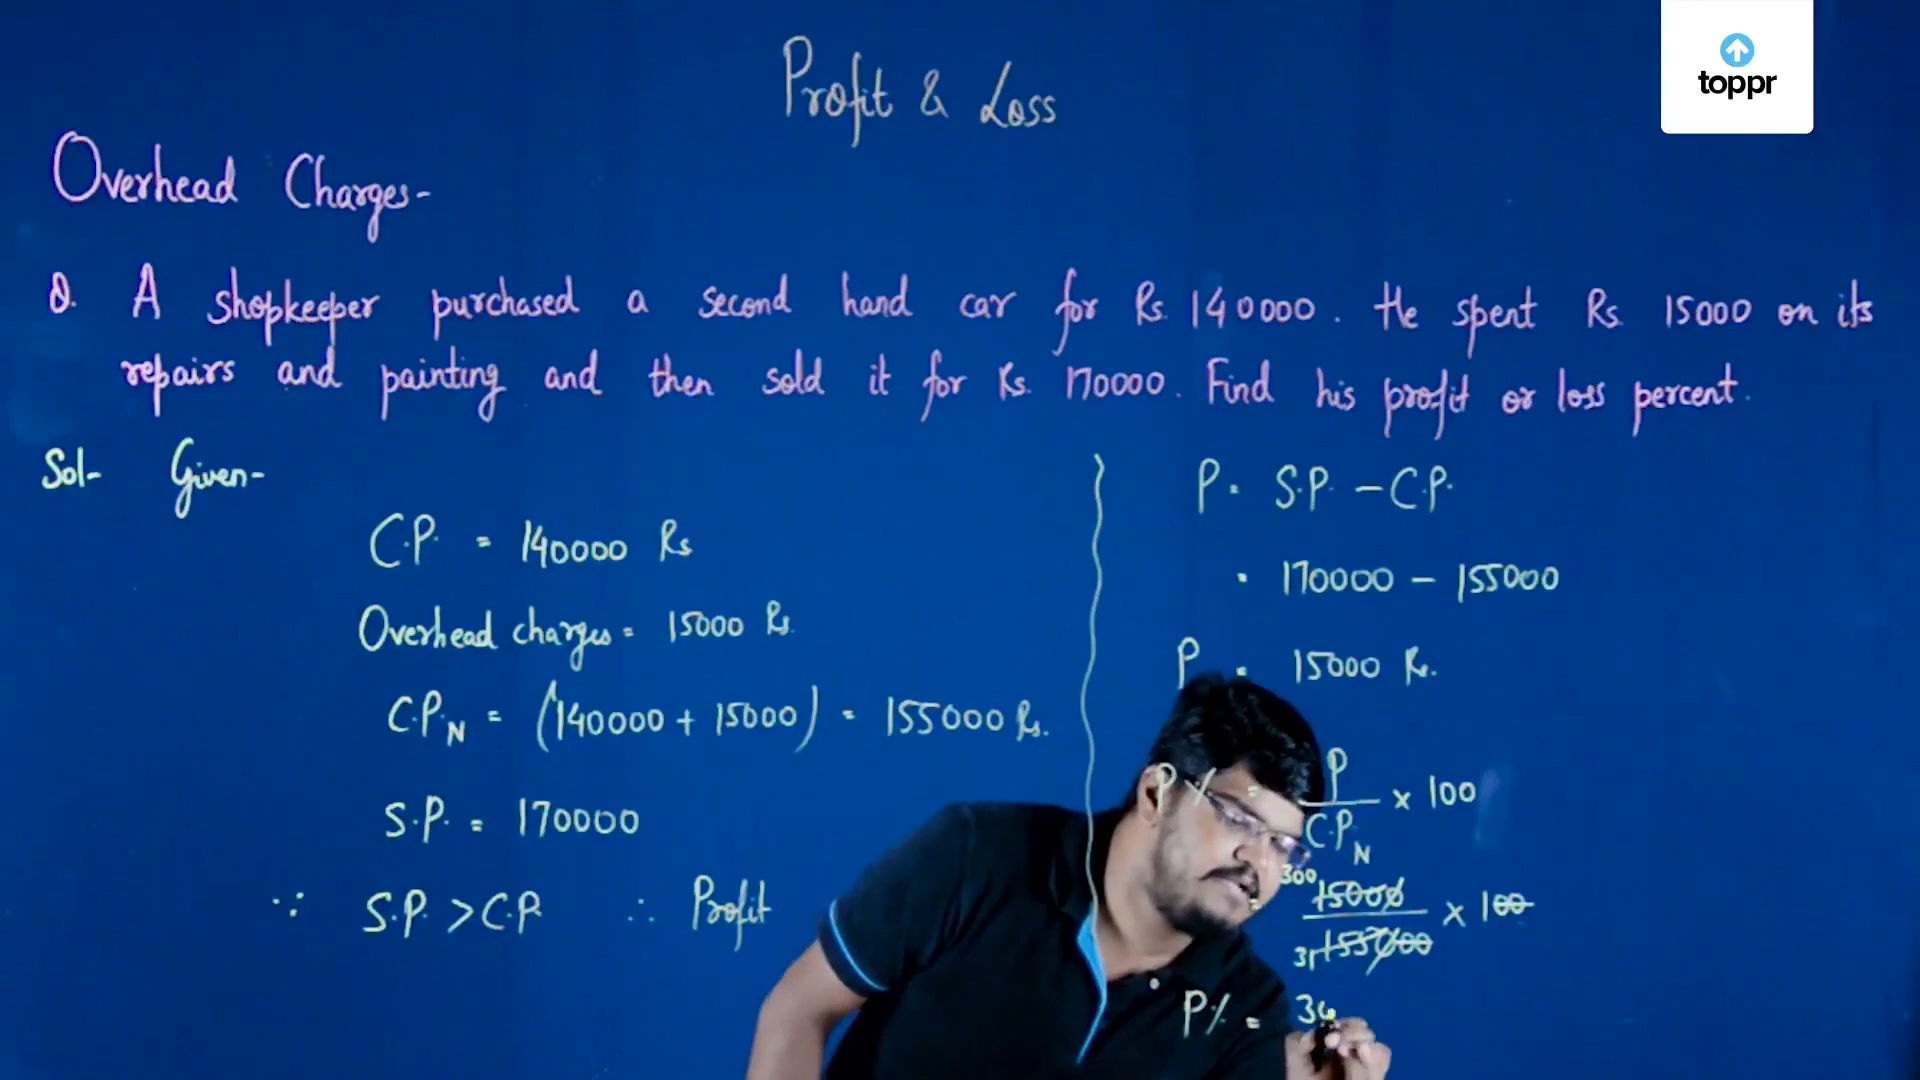 toppr
Profit & Loss
Overhead Charges-
Q. A shopkeeper purchased a second hand car for Rs. 140000. He spent Rs 15000 on its
repairs and painting and then sold it for Rs. 170000. Find his profit or loss percent.
Sol- Given-
C.P. = 140000 Rs
Overhead charges = 15000 Rs.
C.P.N = (140000 + 15000) = 155000 Rs.
S.P. = 170000
∵ S.P. > C.P. ∴ Profit
P = S.P. - C.P.
= 170000 - 155000
P = 15000 Rs.
P% = P/C.P.N x 100
= 300 15000/31 155000 x 100
P% =